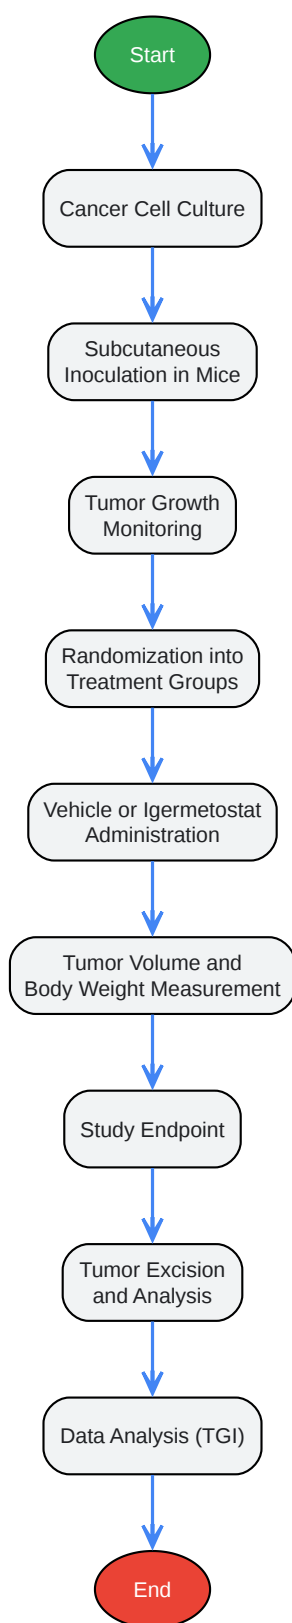 Start
Cancer Cell Culture
Subcutaneous
Inoculation in Mice
Tumor Growth
Monitoring
Randomization into
Treatment Groups
Vehicle or Igermetostat
Administration
Tumor Volume and
Body Weight Measurement
Study Endpoint
Tumor Excision
and Analysis
Data Analysis (TGI)
End